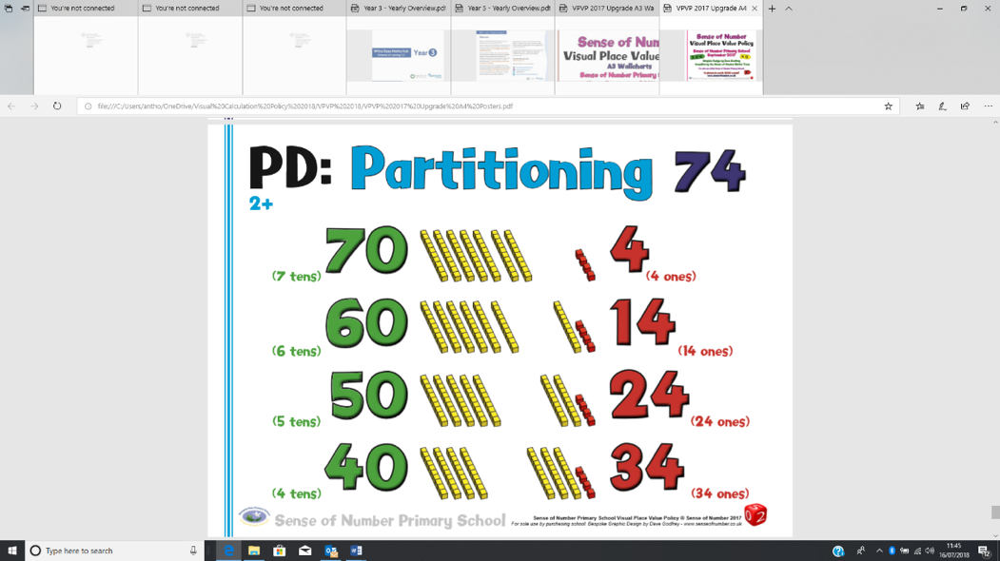 You're not connected
You're not connected
You're not connected
Year 3 - Yearly Overview.pdf
Year 5 - Yearly Overview.pdf
VPVP 2017 Upgrade A3 Wa
VPVP 2017 Upgrade A4
Year 3
Sense of Num
Visual Place Value
A3 Wallcharts
Sense of Number Primary
Sense of Number
Visual Place Value Policy
Sense of Number Primary School
September 2017
file:///C:/Users/antho/OneDrive/Visual%20Calculation%20Policy%202018/VPVP%202018/VPVP%202017%20Upgrade%20A4%20Posters.pdf
PD: Partitioning 74
2+
70 4
(7 tens) (4 ones)
60 14
(6 tens) (14 ones)
50 24
(5 tens) (24 ones)
40 34
(4 tens) (34 ones)
Sense of Number Primary School
Sense of Number Primary School Visual Place Value Policy © Sense of Number 2017
For sole use by purchasing school. Bespoke Graphic Design by Dave Godfrey - www.senseofnumber.co.uk
Type here to search
11:45
16/07/2018